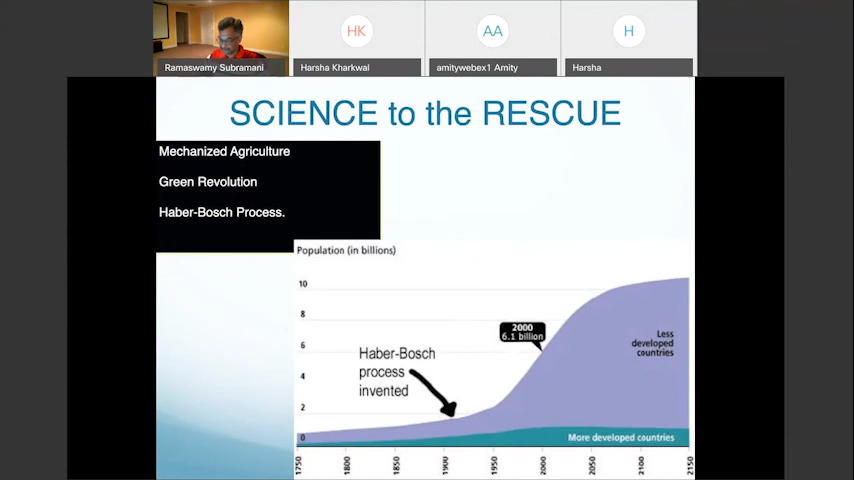 HK
AA
H
Ramaswamy Subramani
Harsha Kharkwal
amitywebex1 Amity
Harsha
SCIENCE to the RESCUE
Mechanized Agriculture
Green Revolution
Haber-Bosch Process.
Population (in billions)
10
8
6
4
2
0
2000
6.1 billion
Haber-Bosch
process
invented
Less
developed
countries
More developed countries
1750
1800
1850
1900
1950
2000
2050
2100
2150